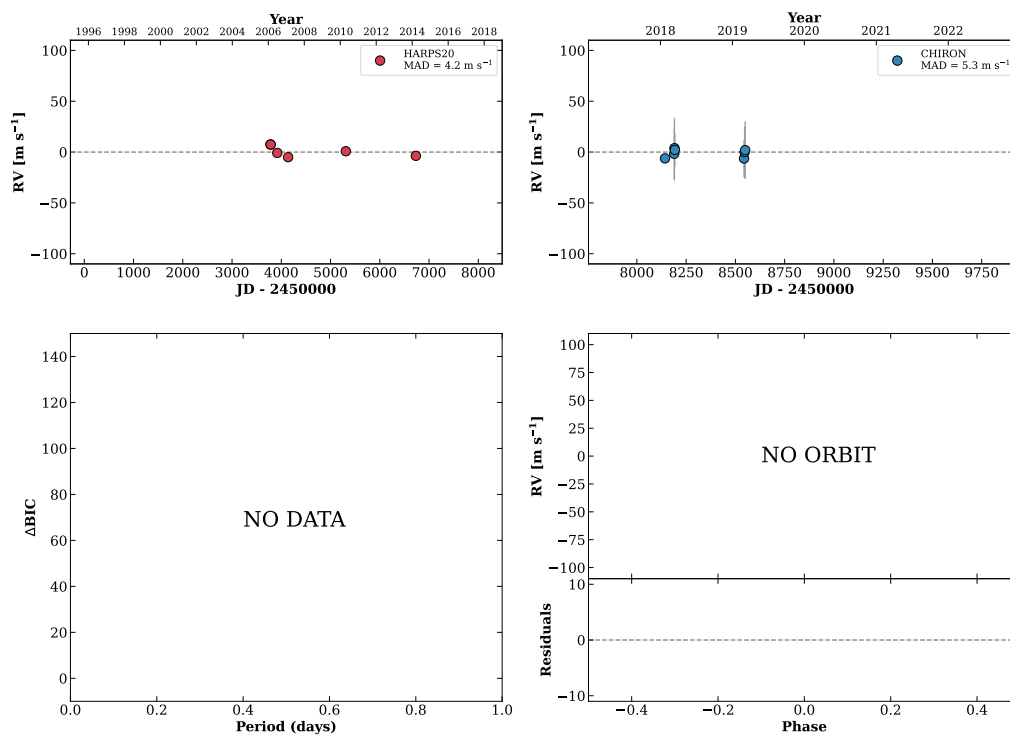 Year
1996 1998 2000 2002 2004 2006 2008 2010 2012 2014 2016 2018
HARPS20
MAD = 4.2 m s⁻¹
RV [m s⁻¹]
100
50
0
−50
−100
0 1000 2000 3000 4000 5000 6000 7000 8000
JD - 2450000
Year
2018 2019 2020 2021 2022
CHIRON
MAD = 5.3 m s⁻¹
RV [m s⁻¹]
100
50
0
−50
−100
8000 8250 8500 8750 9000 9250 9500 9750
JD - 2450000
ΔBIC
140
120
100
80
60
40
20
0
NO DATA
0.0 0.2 0.4 0.6 0.8 1.0
Period (days)
RV [m s⁻¹]
100
75
50
25
0
−25
−50
−75
−100
NO ORBIT
Residuals
10
0
−10
−0.4 −0.2 0.0 0.2 0.4
Phase